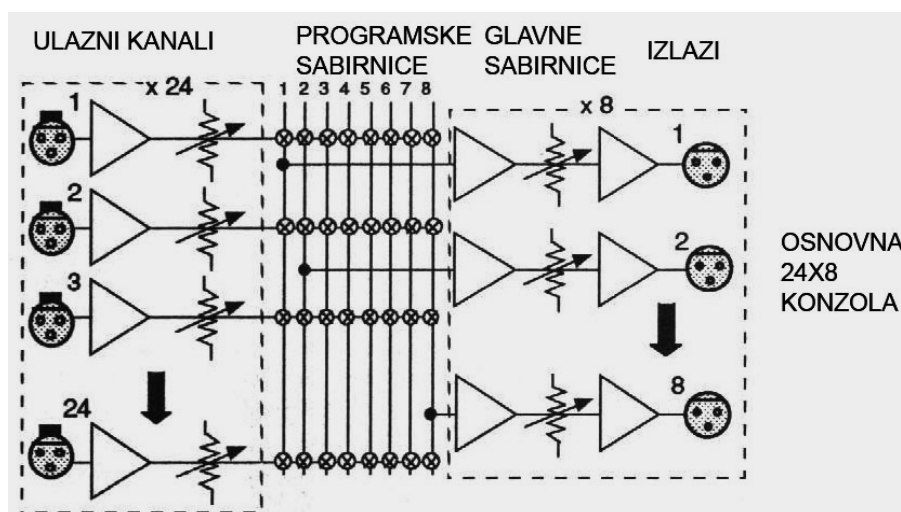 ULAZNI KANALI
PROGRAMSKE
SABIRNICE
GLAVNE
SABIRNICE
IZLAZI
x 24
1 2 3 4 5 6 7 8
x 8
1
2
3
24
1
2
8
OSNOVNA
24X8
KONZOLA